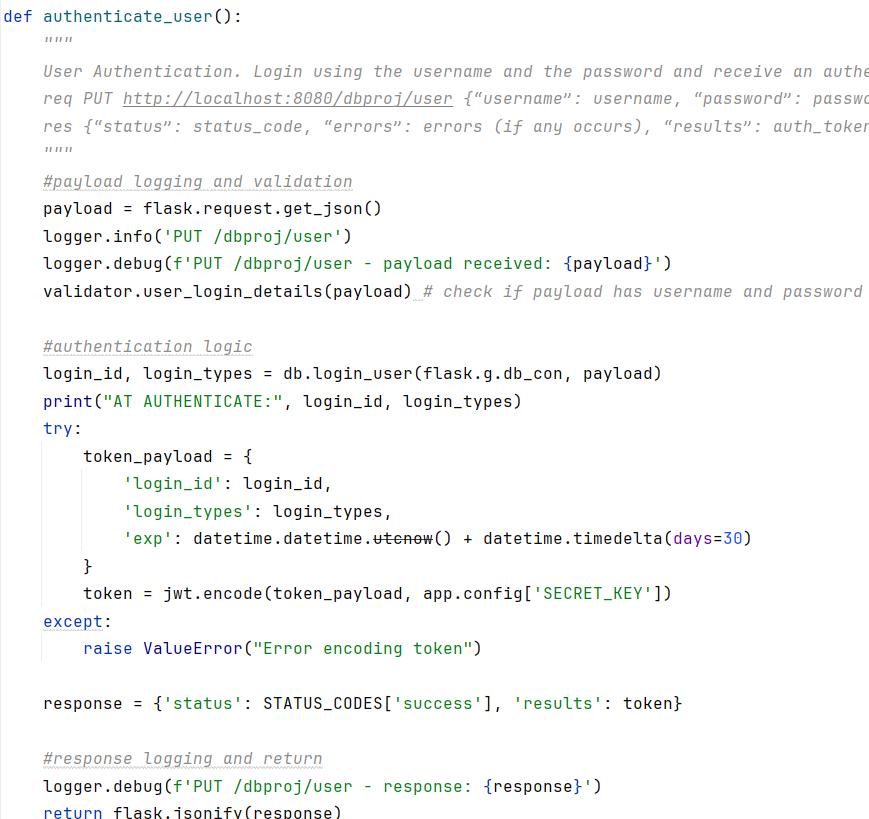 def authenticate_user():
    """
    User Authentication. Login using the username and the password and receive an authe
    req PUT http://localhost:8080/dbproj/user {“username”: username, “password”: passwo
    res {“status”: status_code, “errors”: errors (if any occurs), “results”: auth_token
    """
    #payload logging and validation
    payload = flask.request.get_json()
    logger.info('PUT /dbproj/user')
    logger.debug(f'PUT /dbproj/user - payload received: {payload}')
    validator.user_login_details(payload) # check if payload has username and password
    #authentication logic
    login_id, login_types = db.login_user(flask.g.db_con, payload)
    print("AT AUTHENTICATE:", login_id, login_types)
    try:
        token_payload = {
            'login_id': login_id,
            'login_types': login_types,
            'exp': datetime.datetime.utcnow() + datetime.timedelta(days=30)
        }
        token = jwt.encode(token_payload, app.config['SECRET_KEY'])
    except:
        raise ValueError("Error encoding token")
    response = {'status': STATUS_CODES['success'], 'results': token}
    #response logging and return
    logger.debug(f'PUT /dbproj/user - response: {response}')
    return flask.jsonify(response)